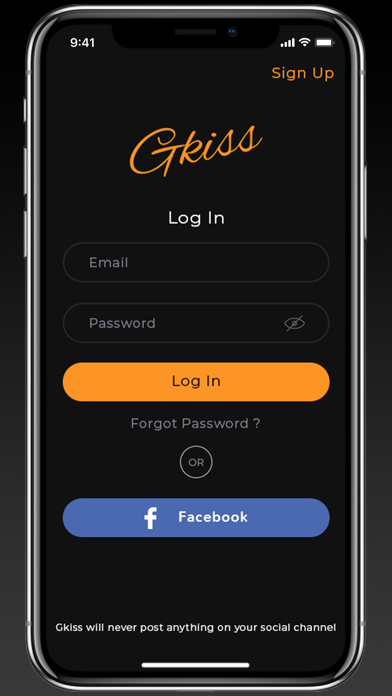 9:41
Sign Up
Gkiss
Log In
Email
Password
Log In
Forgot Password ?
OR
f Facebook
Gkiss will never post anything on your social channel